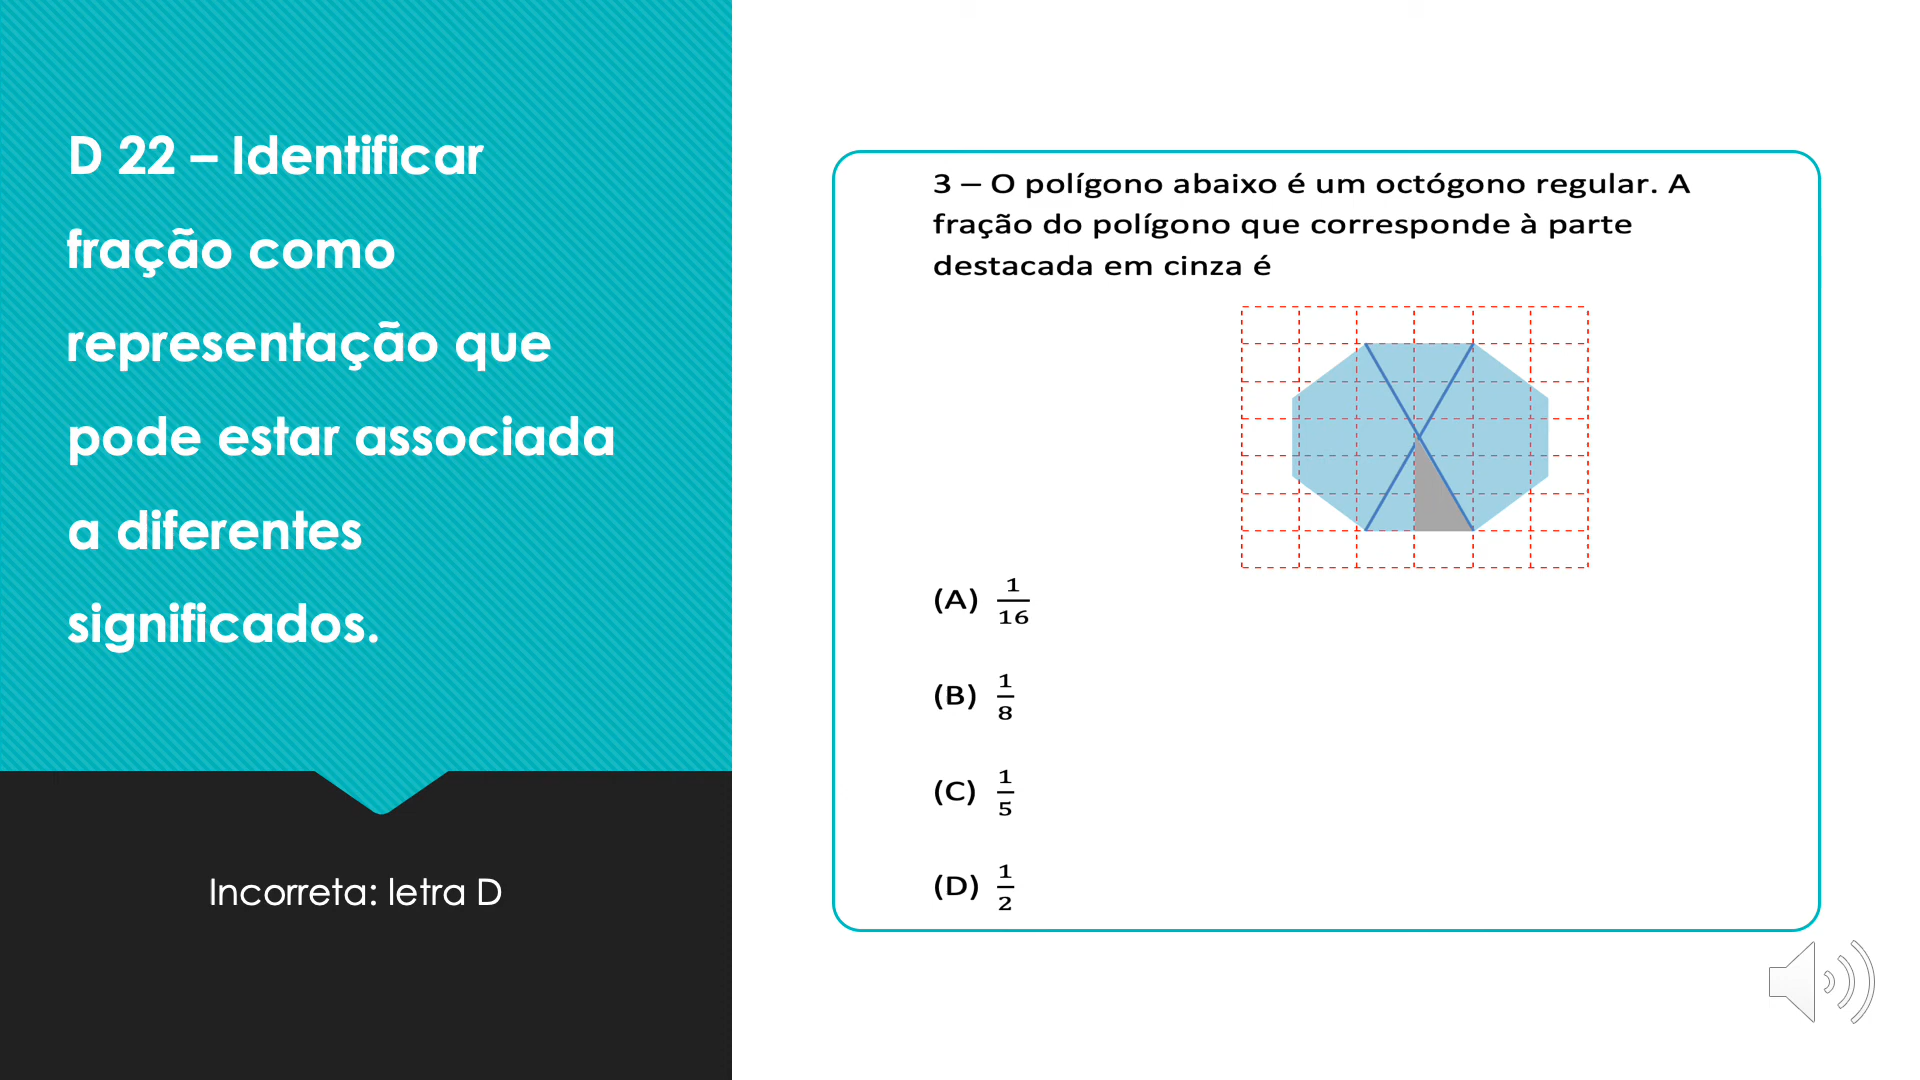 D 22 – Identificar
fração como
representação que
pode estar associada
a diferentes
significados.
Incorreta: letra D
3 – O polígono abaixo é um octógono regular. A
fração do polígono que corresponde à parte
destacada em cinza é
(A) 1/16
(B) 1/8
(C) 1/5
(D) 1/2